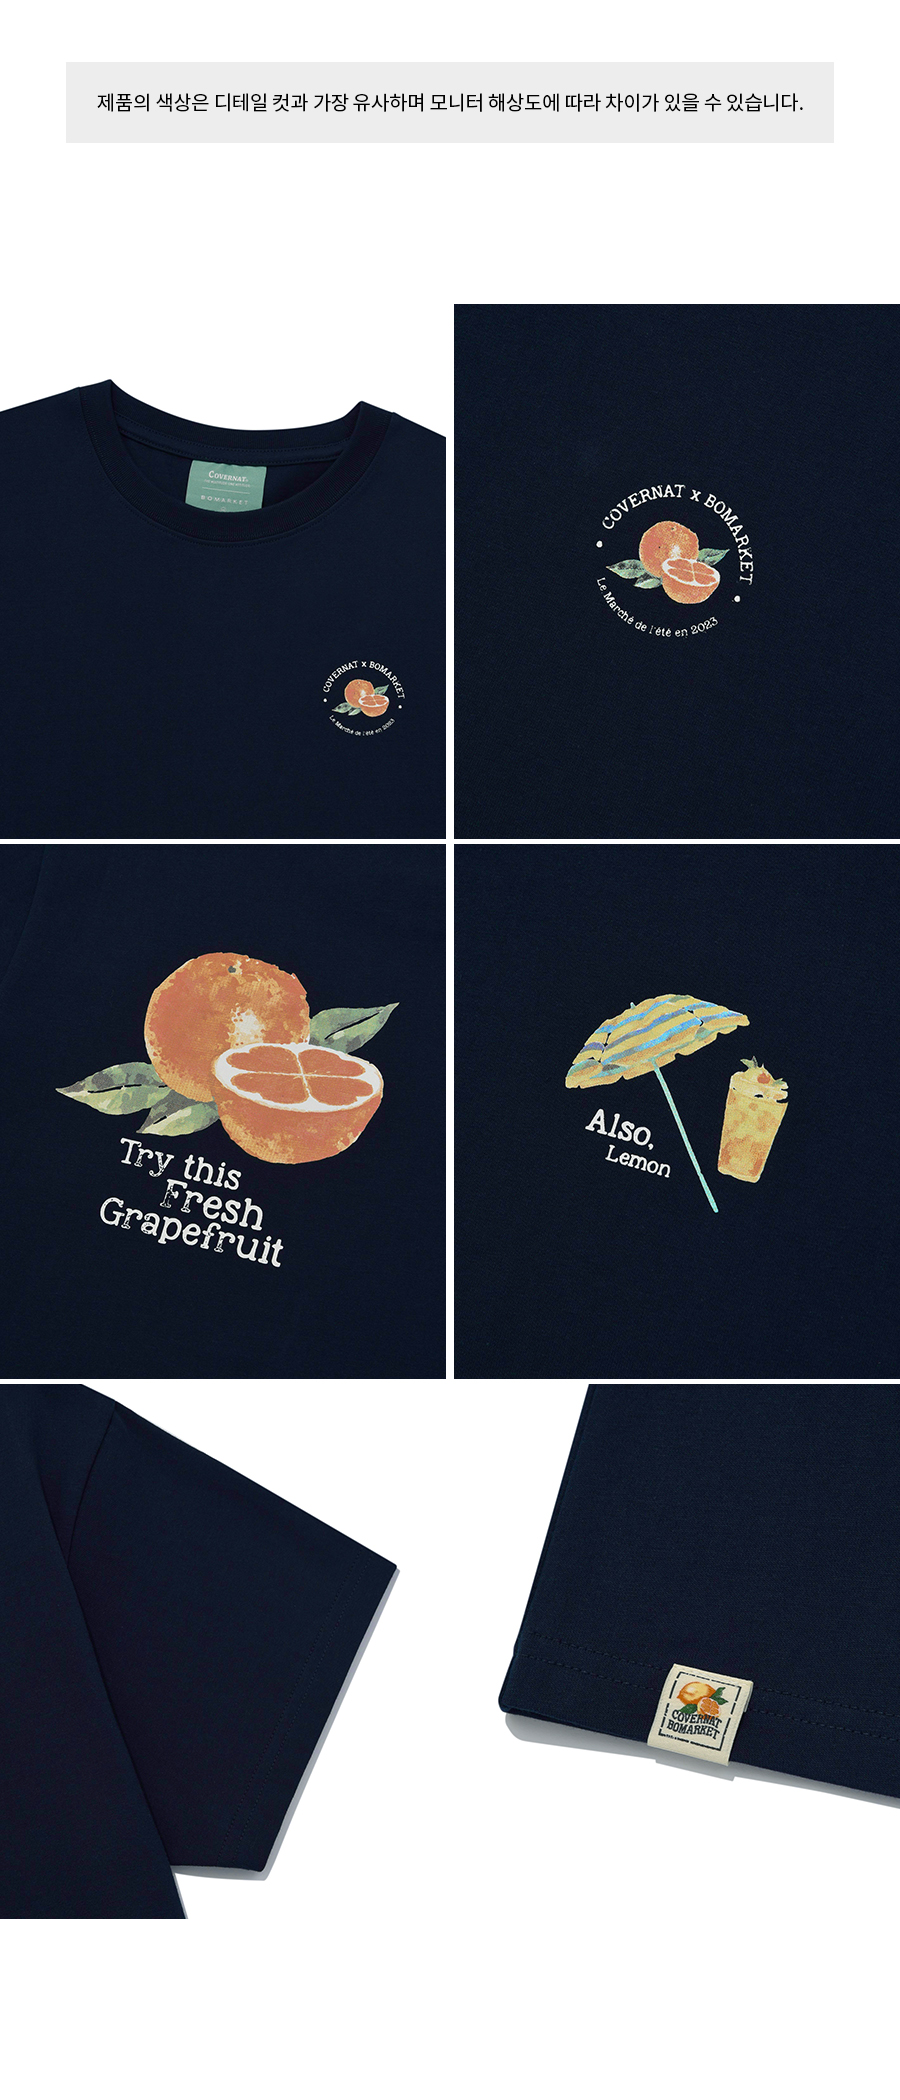 제품의 색상은 디테일 컷과 가장 유사하며 모니터 해상도에 따라 차이가 있을 수 있습니다.
COVERNAT
BOMARKET
COVERNAT x BOMARKET
Le Marché de l'été en 2023
COVERNAT x BOMARKET
Le Marché de l'été en 2023
Try this
Fresh
Grapefruit
Also,
Lemon
COVERNAT
BOMARKET